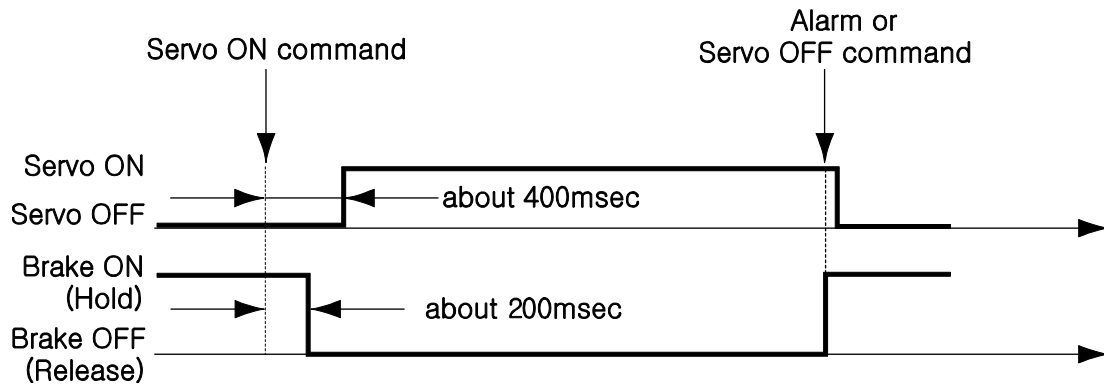 Alarm or
Servo ON command
Servo OFF command
Servo ON
about 400msec
Servo OFF
Brake ON
(Hold)
about 200msec
Brake OFF
(Release)